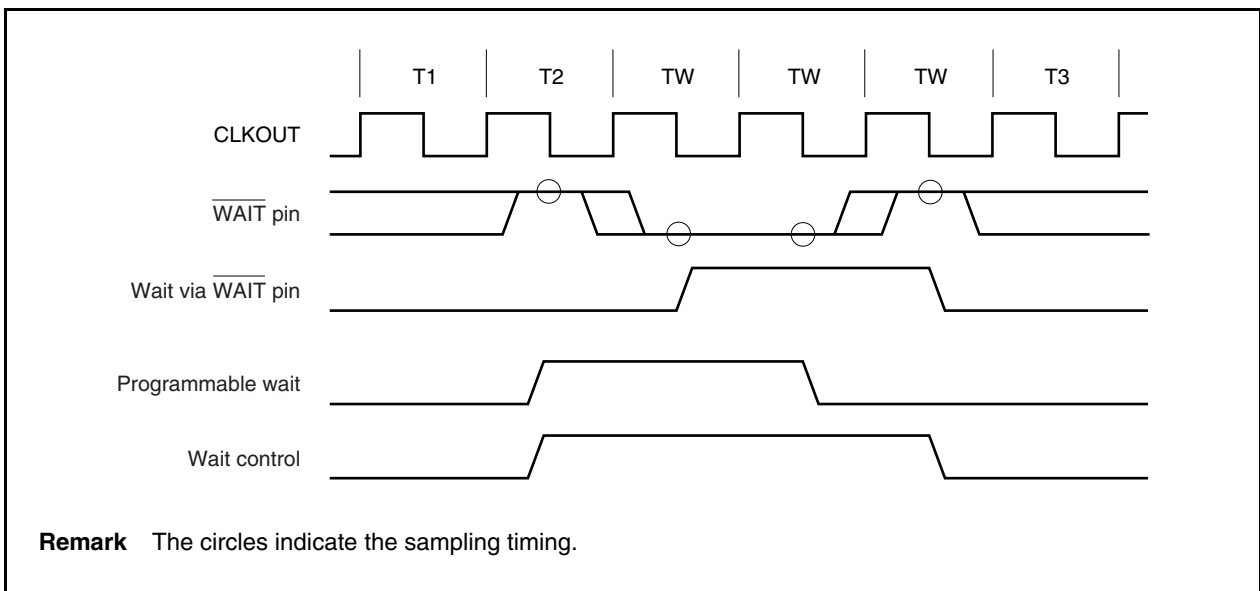 T1 T2 TW TW TW T3
CLKOUT
WAIT pin
Wait via WAIT pin
Programmable wait
Wait control
Remark The circles indicate the sampling timing.